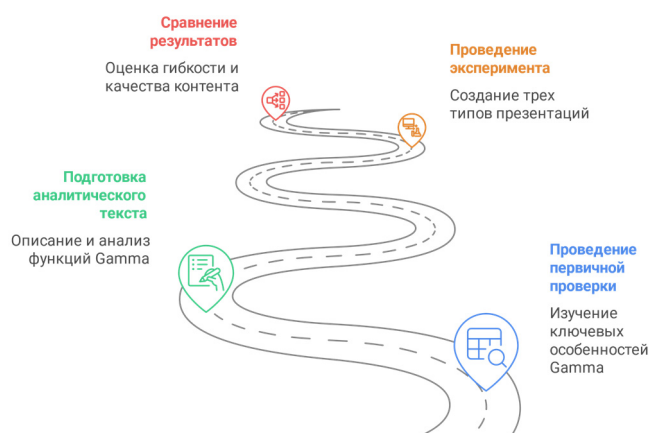 Сравнение
результатов
Оценка гибкости и
качества контента
Проведение
эксперимента
Создание трех
типов презентаций
Подготовка
аналитического
текста
Описание и анализ
функций Gamma
Проведение
первичной
проверки
Изучение
ключевых
особенностей
Gamma